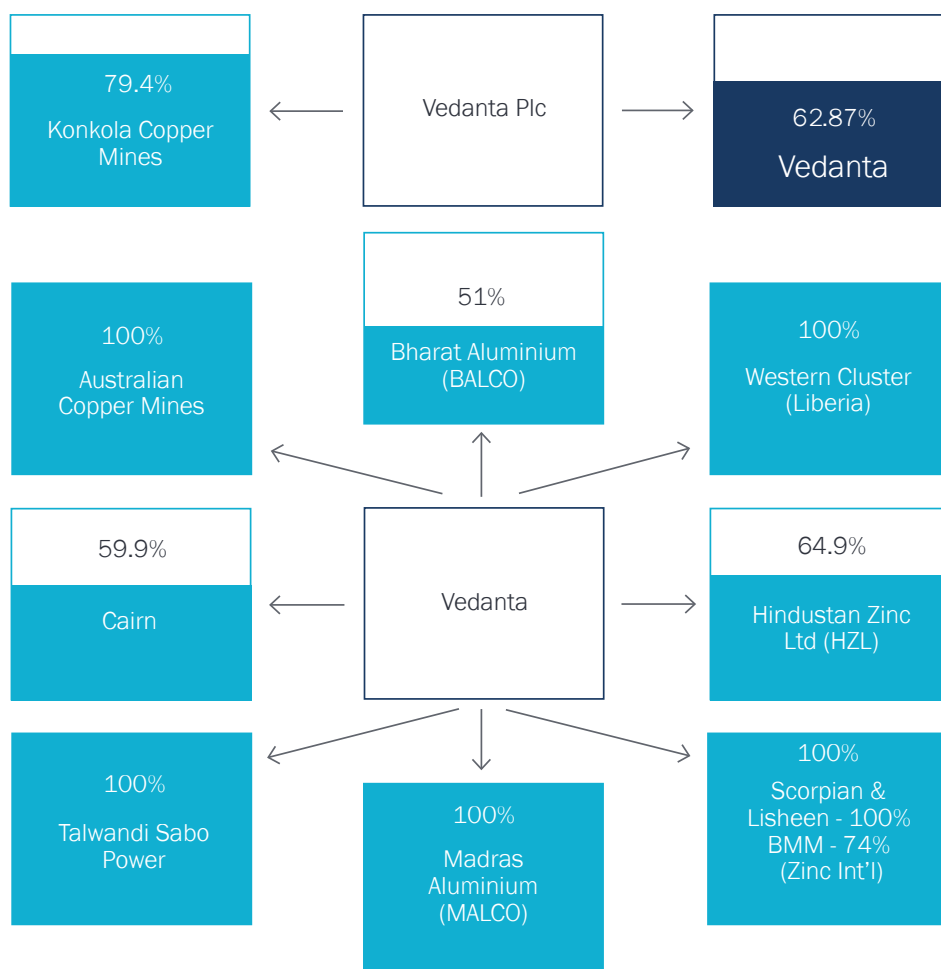 79.4%
Konkola Copper
Mines
Vedanta Plc
62.87%
Vedanta
51%
Bharat Aluminium
(BALCO)
100%
Australian
Copper Mines
100%
Western Cluster
(Liberia)
59.9%
Cairn
Vedanta
64.9%
Hindustan Zinc
Ltd (HZL)
100%
Talwandi Sabo
Power
100%
Madras
Aluminium
(MALCO)
100%
Scorpian &
Lisheen - 100%
BMM - 74%
(Zinc Int'l)